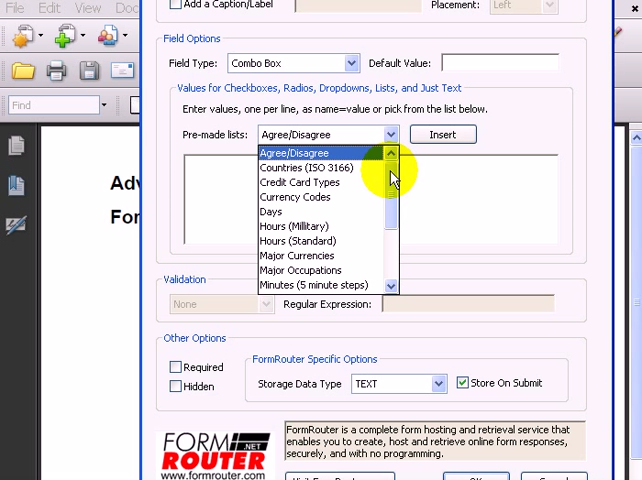 File View Docum
Add a Caption/Label Placement: Left
Field Options
Field Type: Combo Box Default Value:
Values for Checkboxes, Radios, Dropdowns, Lists, and Just Text
Find
Enter values, one per line, as name=value or pick from the list below.
Pre-made lists: Agree/Disagree Insert
Agree/Disagree
Countries (ISO 3166)
Credit Card Types
Adv
Currency Codes
For
Days
Hours (Military)
Hours (Standard)
Major Currencies
Major Occupations
Minutes (5 minute steps)
Validation
None Regular Expression:
Other Options
Required
FormRouter Specific Options
Hidden
Storage Data Type TEXT Store On Submit
FORM
ROUTER
.NET
www.formrouter.com
FormRouter is a complete form hosting and retrieval service that
enables you to create, host and retrieve online form responses,
securely, and with no programming.